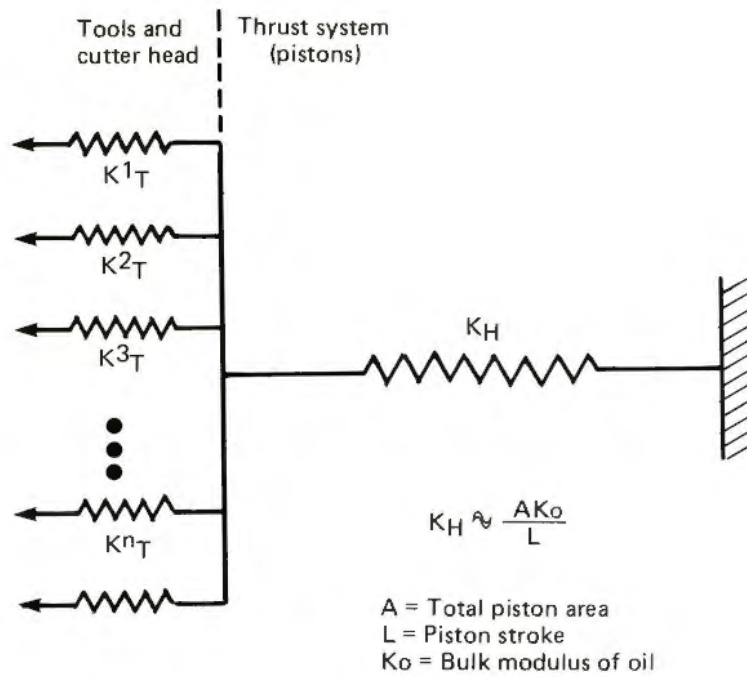 Tools and
cutter head
Thrust system
(pistons)
K¹T
K²T
K³T
KH
KⁿT
KH ≈ AKo
L
A = Total piston area
L = Piston stroke
Ko = Bulk modulus of oil